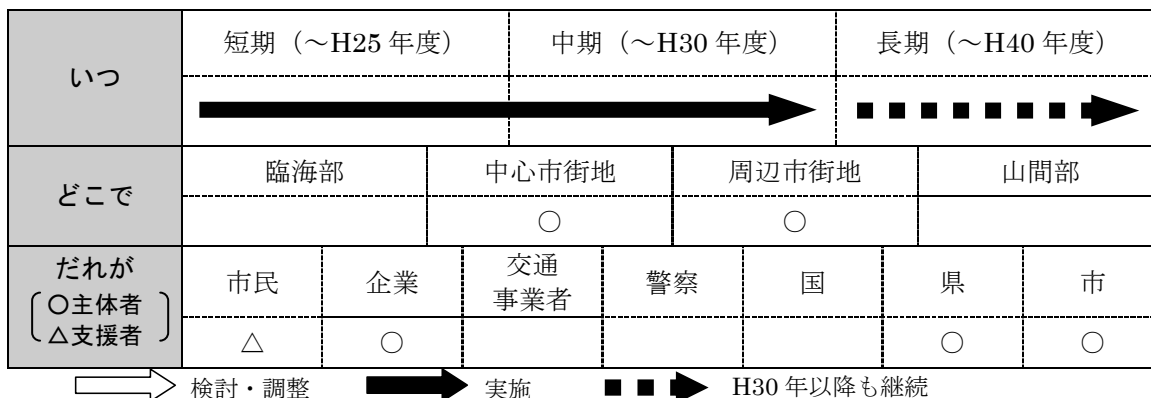 いつ
短期（～H25 年度） 中期（～H30 年度） 長期（～H40 年度）
どこで
臨海部 中心市街地 周辺市街地 山間部
○ ○
だれが
○主体者
△支援者
市民 企業 交通事業者 警察 国 県 市
△ ○ ○ ○
検討・調整 実施 H30 年以降も継続